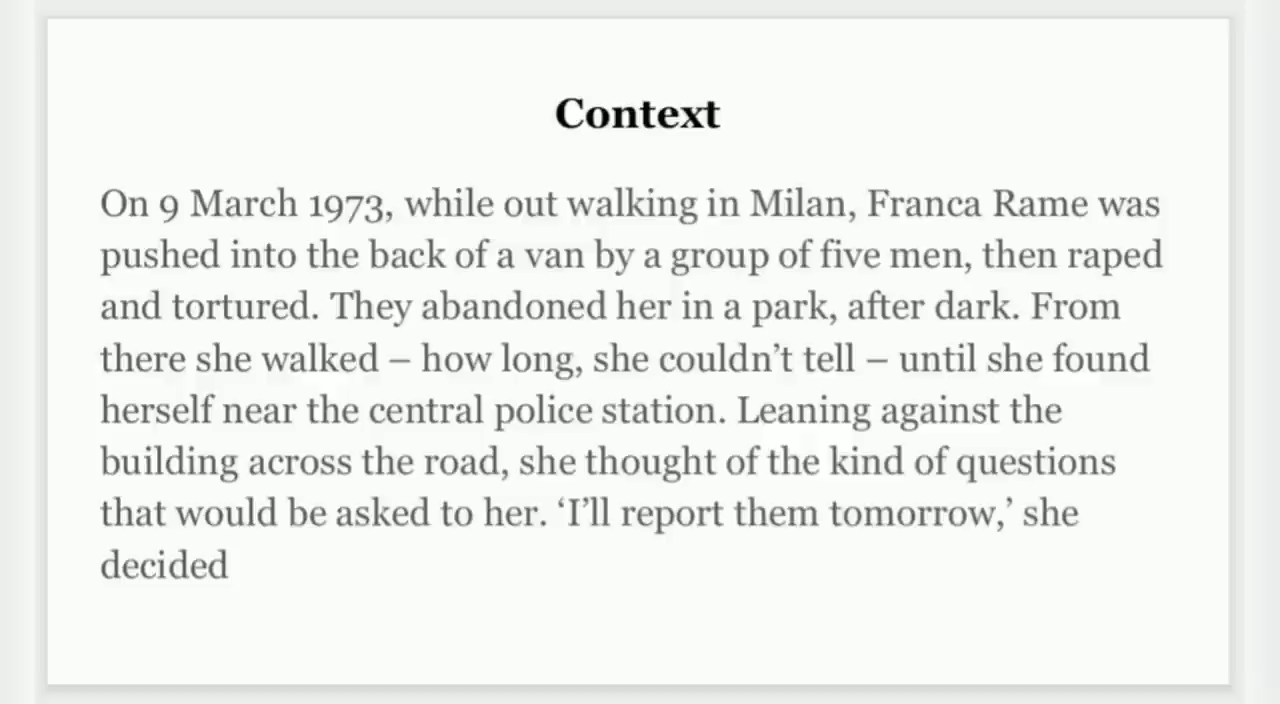 Context
On 9 March 1973, while out walking in Milan, Franca Rame was
pushed into the back of a van by a group of five men, then raped
and tortured. They abandoned her in a park, after dark. From
there she walked – how long, she couldn’t tell – until she found
herself near the central police station. Leaning against the
building across the road, she thought of the kind of questions
that would be asked to her. ‘I’ll report them tomorrow,’ she
decided